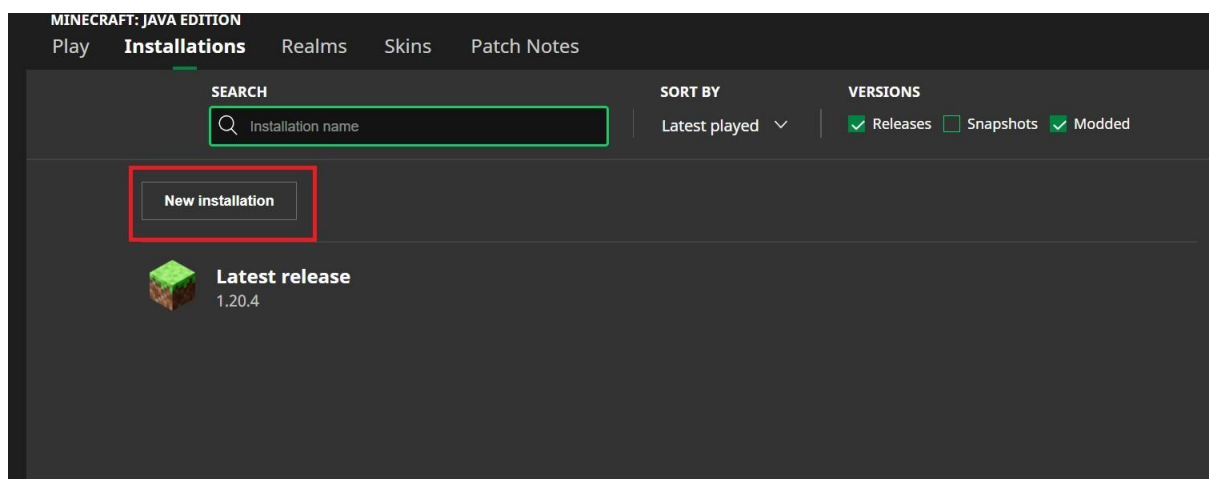 MINECRAFT: JAVA EDITION
Play Installations Realms Skins Patch Notes
SEARCH SORT BY VERSIONS
Installation name Latest played Releases Snapshots Modded
New installation
Latest release
1.20.4